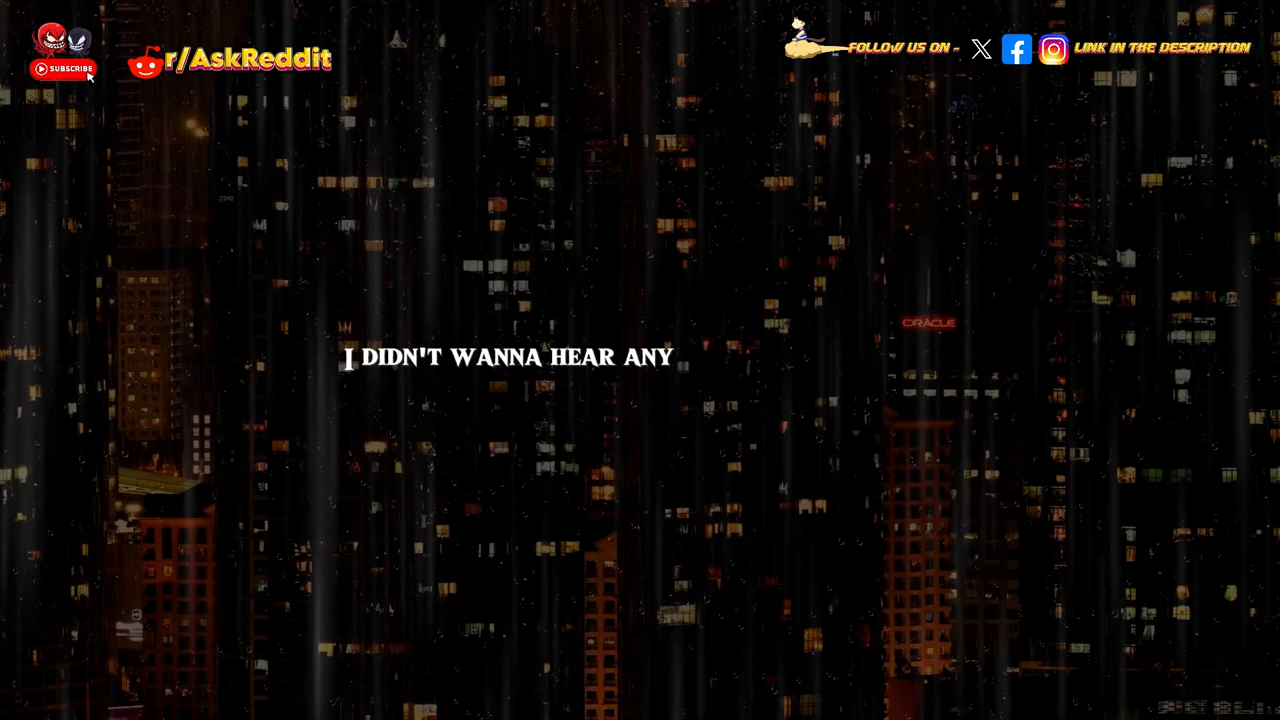 SUBSCRIBE
r/AskReddit
FOLLOW US ON -
LINK IN THE DESCRIPTION
ORACLE
I DIDN'T WANNA HEAR ANY